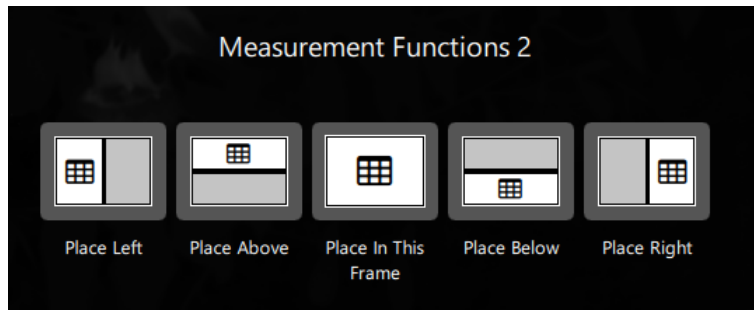 Measurement Functions 2
Place Left
Place Above
Place In This
Frame
Place Below
Place Right